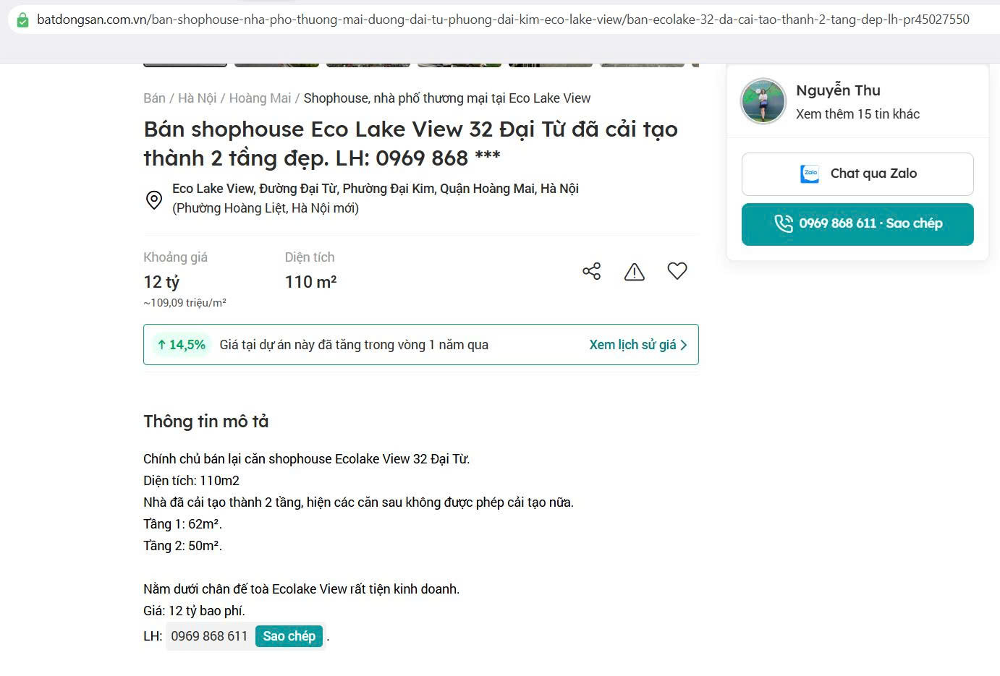 batdongsan.com.vn/ban-shophouse-nha-pho-thuong-mai-duong-dai-tu-phuong-dai-kim-eco-lake-view/ban-ecolake-32-da-cai-tao-thanh-2-tang-dep-lh-pr45027550
Bán / Hà Nội / Hoàng Mai / Shophouse, nhà phố thương mại tại Eco Lake View
Bán shophouse Eco Lake View 32 Đại Từ đã cải tạo
thành 2 tầng đẹp. LH: 0969 868 ***
Eco Lake View, Đường Đại Từ, Phường Đại Kim, Quận Hoàng Mai, Hà Nội
(Phường Hoàng Liệt, Hà Nội mới)
Khoảng giá
12 tỷ
~109,09 triệu/m²
Diện tích
110 m²
14,5%
Giá tại dự án này đã tăng trong vòng 1 năm qua
Xem lịch sử giá
Thông tin mô tả
Chính chủ bán lại căn shophouse Ecolake View 32 Đại Từ.
Diện tích: 110m2
Nhà đã cải tạo thành 2 tầng, hiện các căn sau không được phép cải tạo nữa.
Tầng 1: 62m².
Tầng 2: 50m².
Nằm dưới chân đế toà Ecolake View rất tiện kinh doanh.
Giá: 12 tỷ bao phí.
LH: 0969 868 611 Sao chép .
Nguyễn Thu
Xem thêm 15 tin khác
Zalo Chat qua Zalo
0969 868 611 · Sao chép